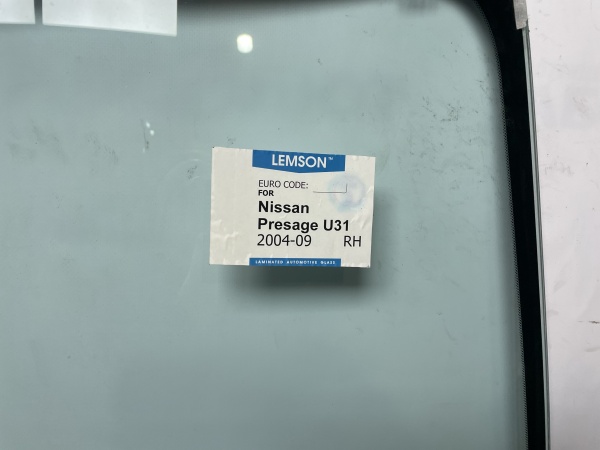 LEMSON™
EURO CODE:
FOR
Nissan
Presage U31
2004-09 RH
LAMINATED AUTOMOTIVE GLASS